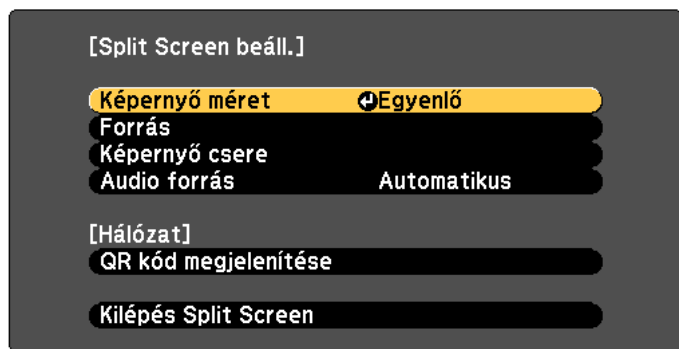 [Split Screen beáll.]
Képernyő méret Egyenlő
Forrás
Képernyő csere
Audio forrás Automatikus
[Hálózat]
QR kód megjelenítése
Kilépés Split Screen